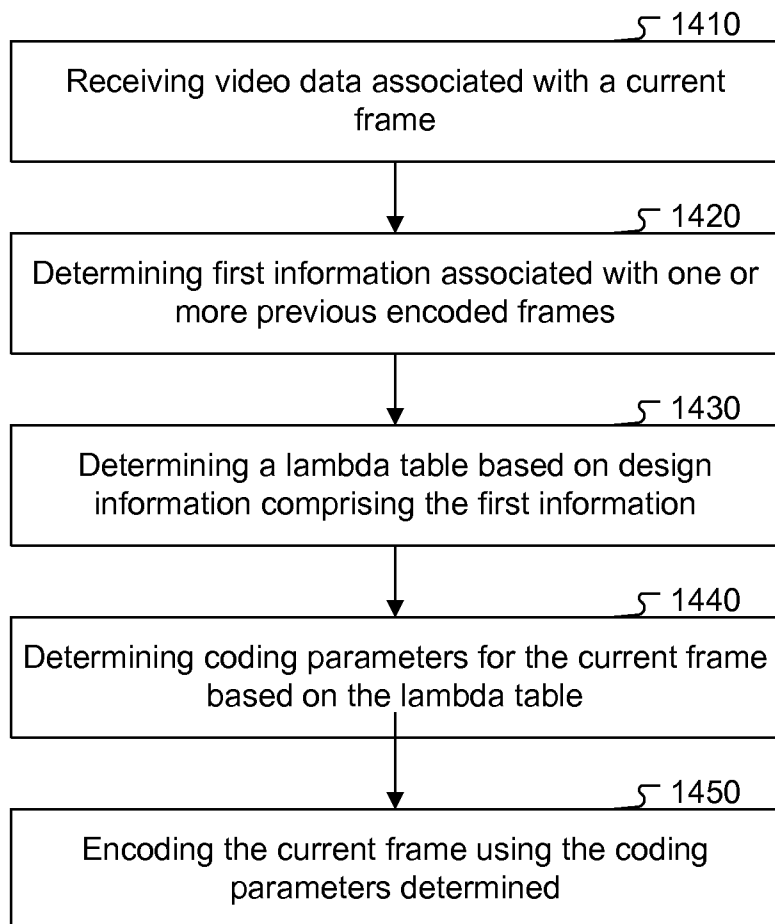 1410
Receiving video data associated with a current
frame
1420
Determining first information associated with one or
more previous encoded frames
1430
Determining a lambda table based on design
information comprising the first information
1440
Determining coding parameters for the current frame
based on the lambda table
1450
Encoding the current frame using the coding
parameters determined